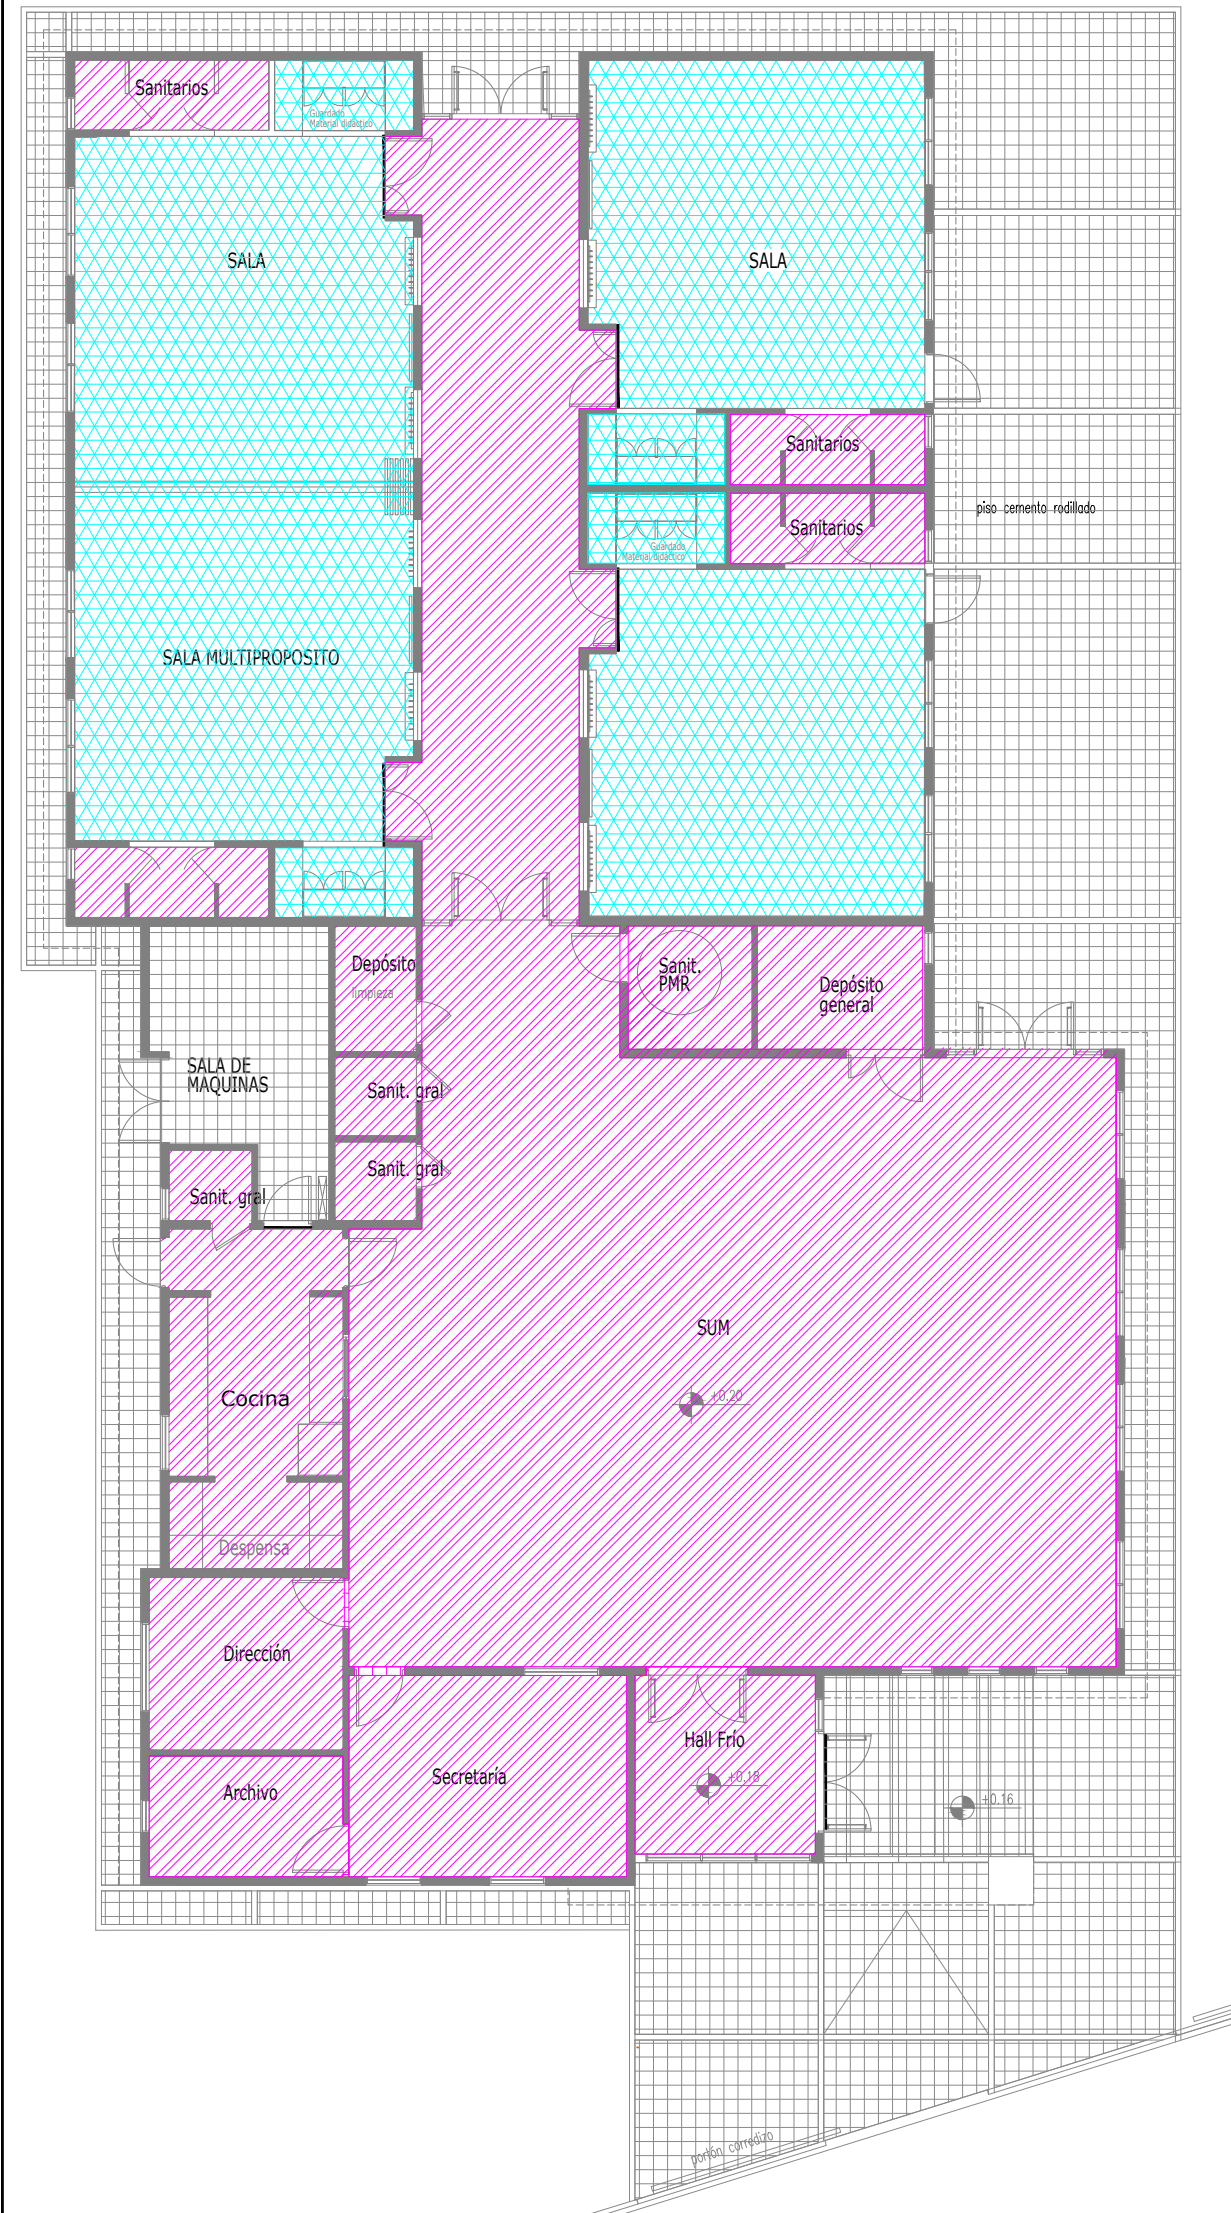 Sanitarios
Guardado
Material didáctico
SALA
SALA
Sanitarios
piso cemento rodillado
Sanitarios
Guardado
Material didáctico
SALA MULTIPROPOSITO
Depósito
limpieza
Sanit.
PMR
Depósito
general
SALA DE
MAQUINAS
Sanit. gral
Sanit. gral
Sanit. gral
SUM
+0.20
Cocina
Despensa
Dirección
Hall Frío
Secretaría
+0.18
Archivo
+0.16
portón corredizo